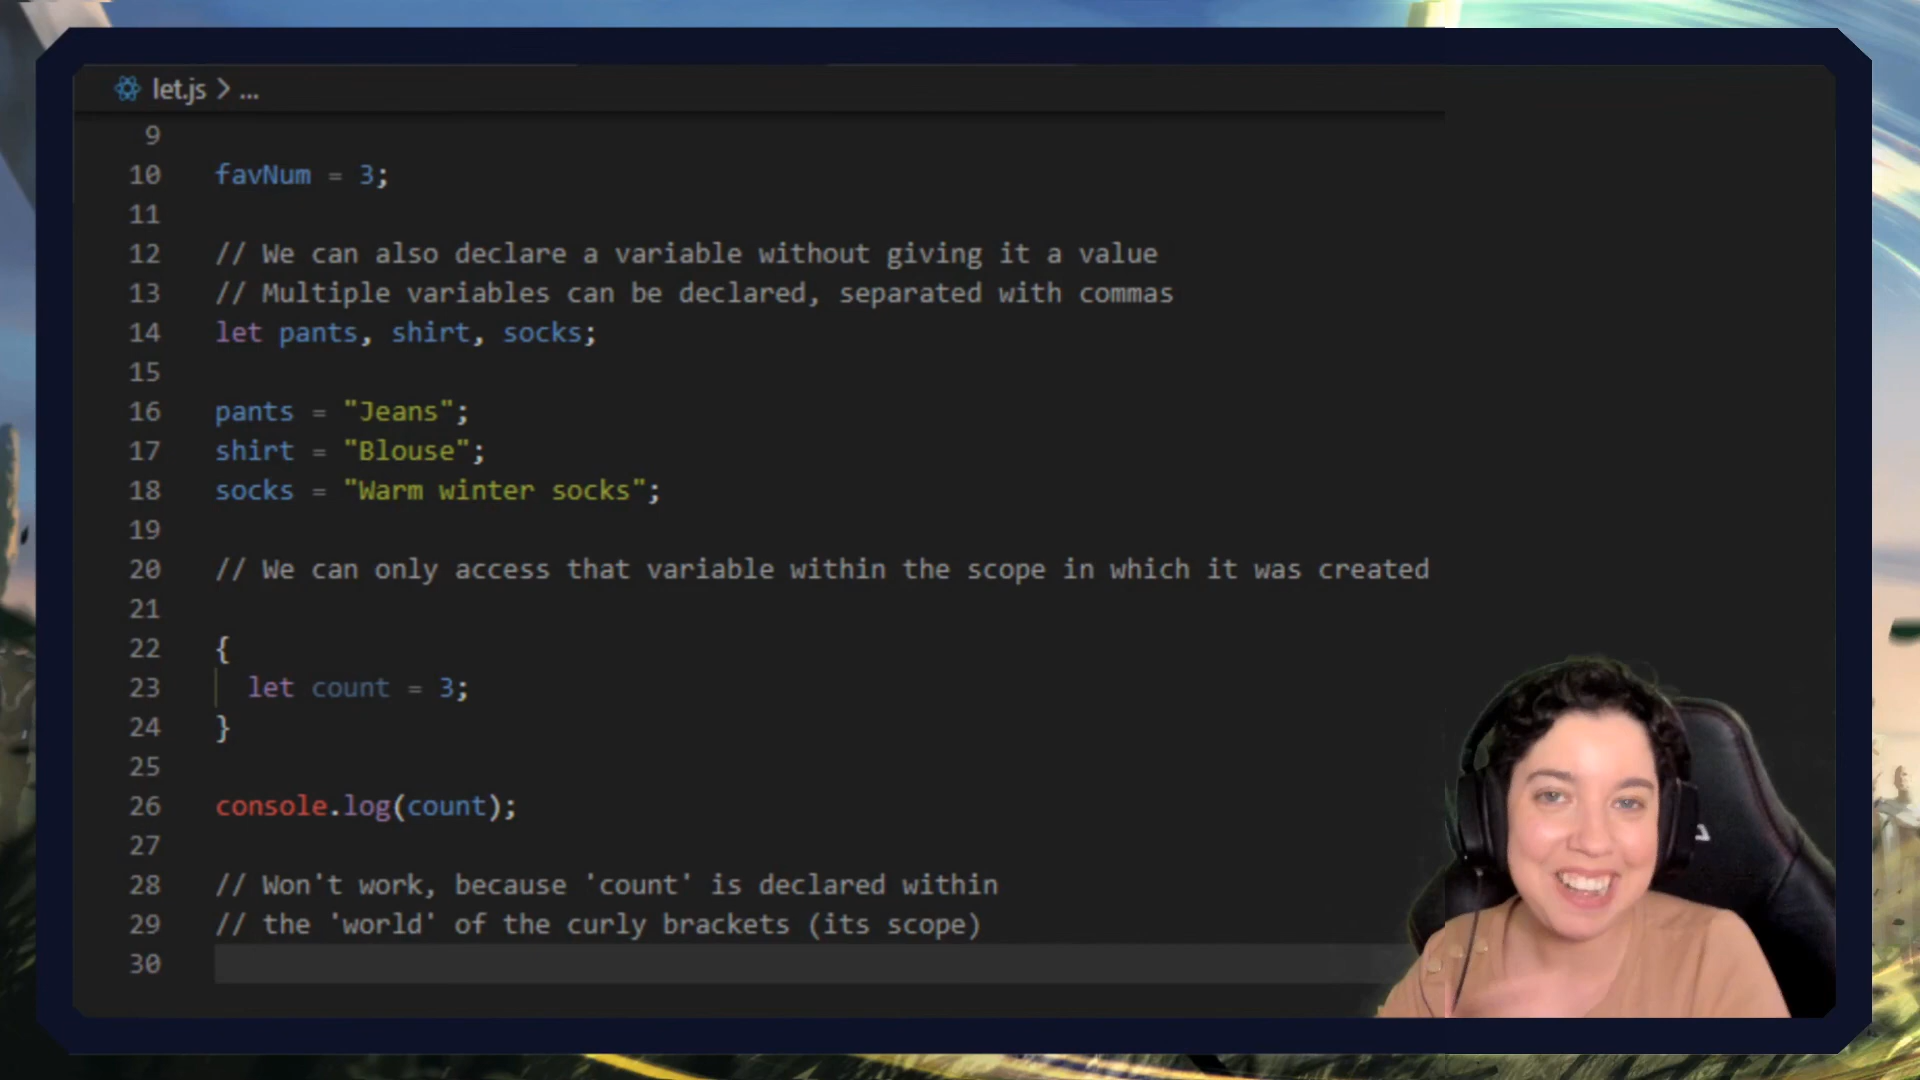 let.js > ...
9
10 favNum = 3;
11
12 // We can also declare a variable without giving it a value
13 // Multiple variables can be declared, separated with commas
14 let pants, shirt, socks;
15
16 pants = "Jeans";
17 shirt = "Blouse";
18 socks = "Warm winter socks";
19
20 // We can only access that variable within the scope in which it was created
21
22 {
23 let count = 3;
24 }
25
26 console.log(count);
27
28 // Won't work, because 'count' is declared within
29 // the 'world' of the curly brackets (its scope)
30